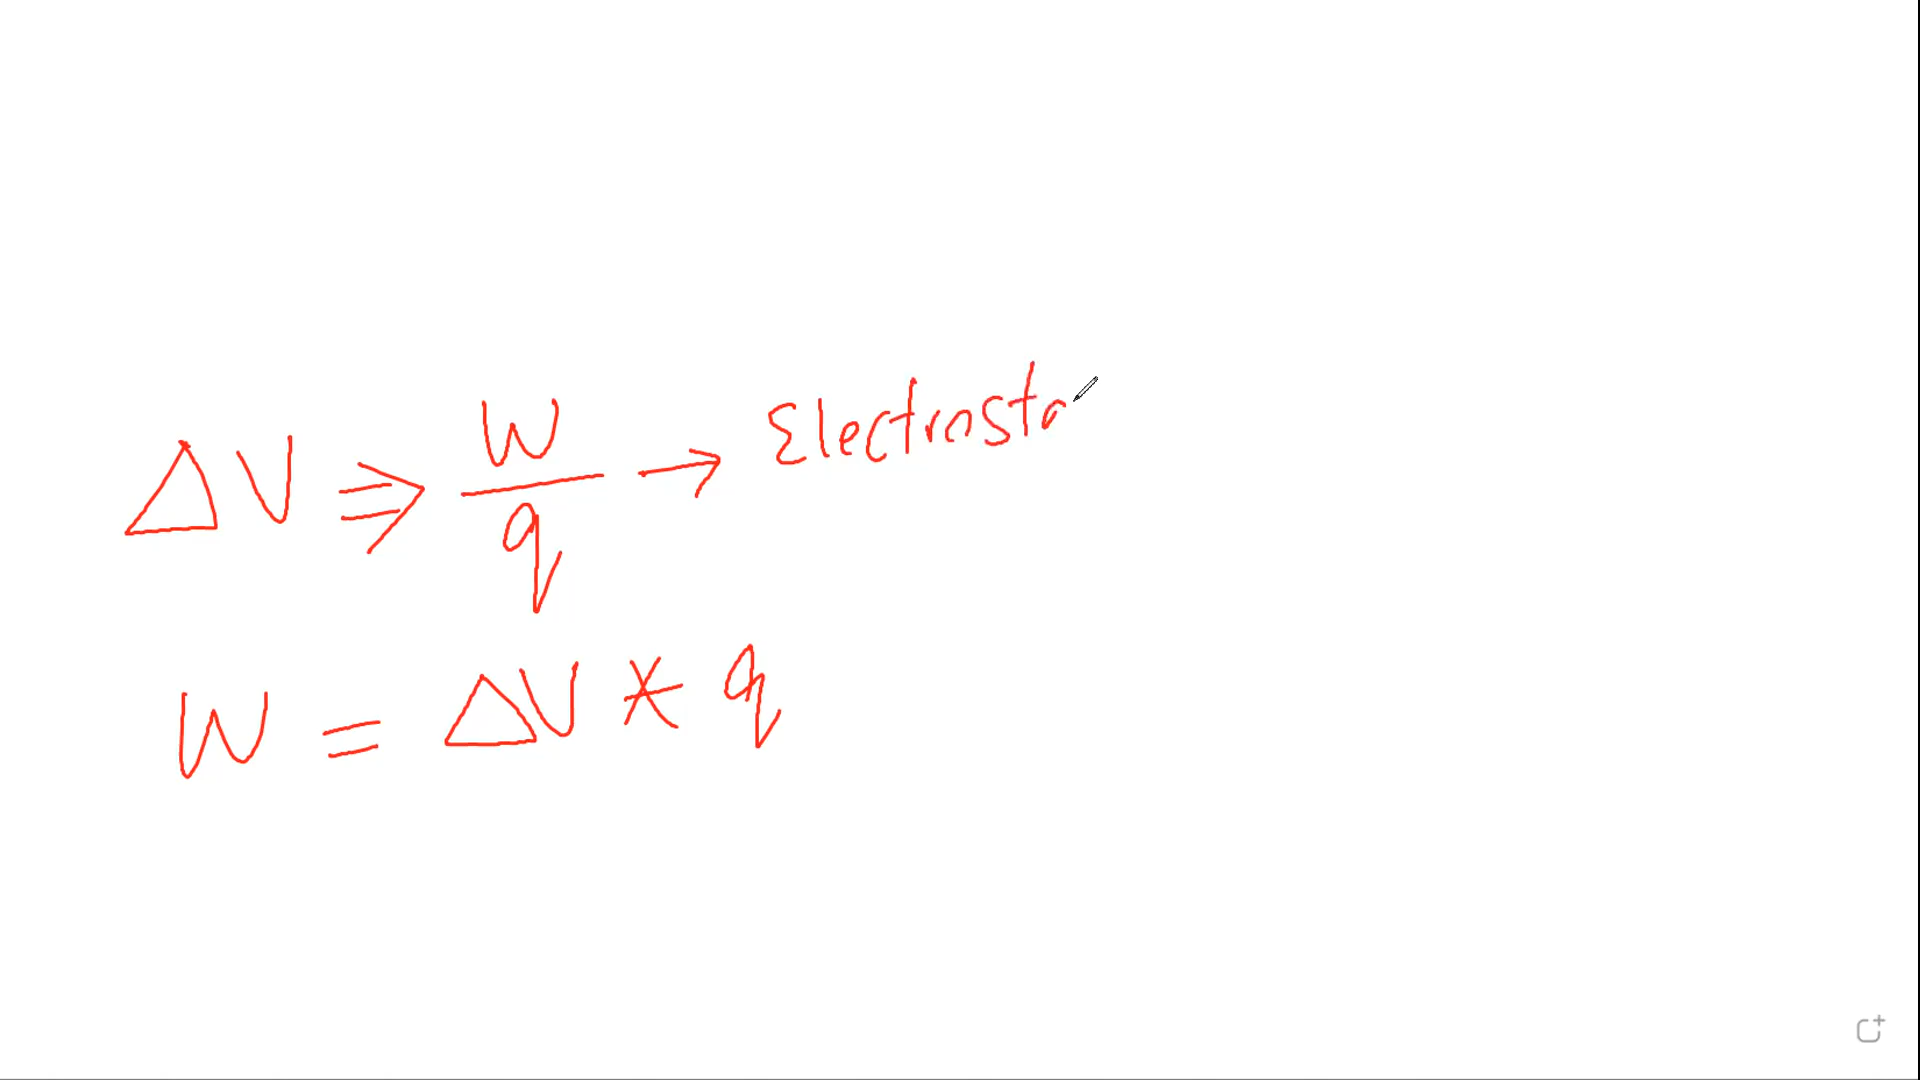 ΔV ⇒ W/q → Electrosta
W = ΔV * q